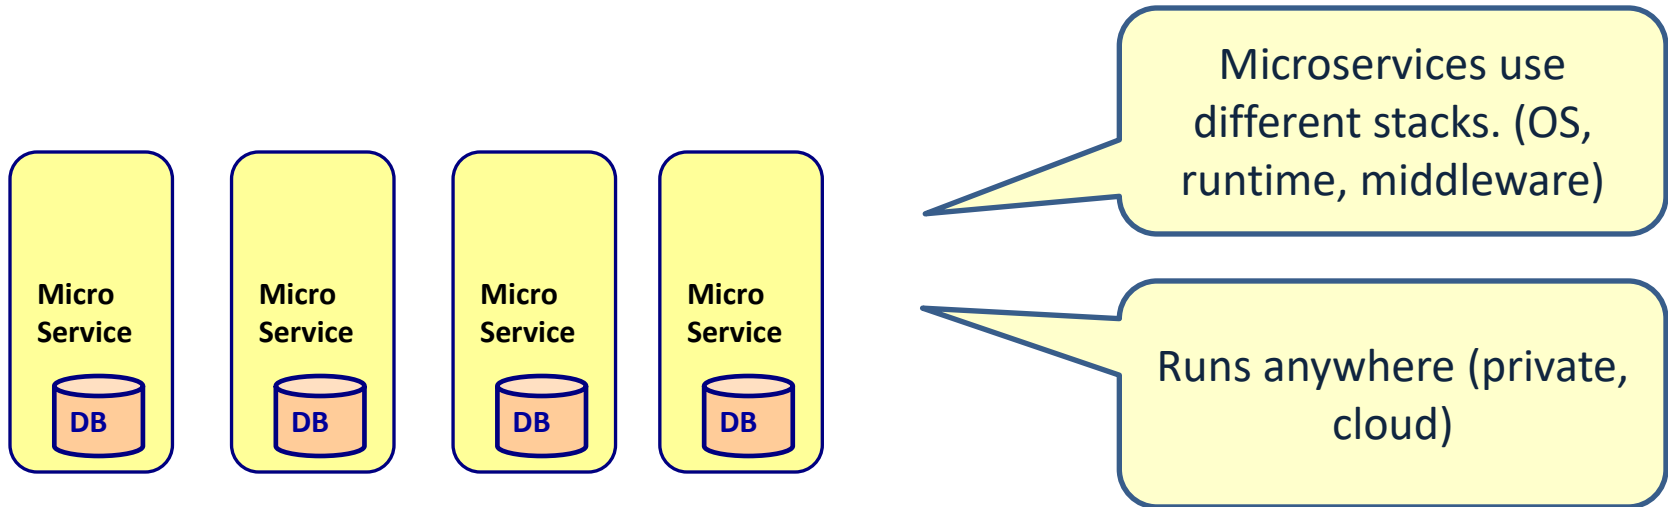 Microservices use
different stacks. (OS,
runtime, middleware)
Micro
Service
DB
Micro
Service
DB
Micro
Service
DB
Micro
Service
DB
Runs anywhere (private,
cloud)